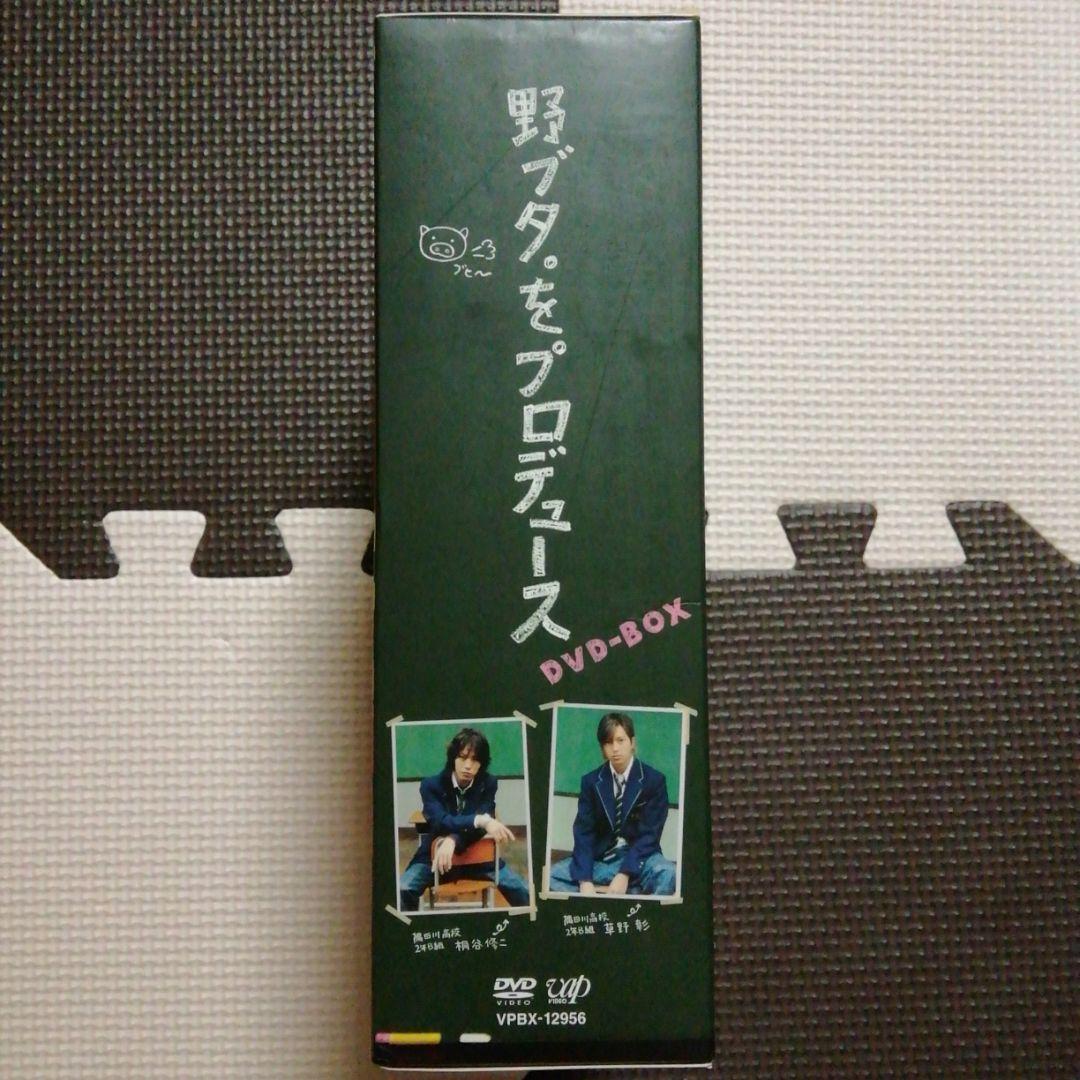 野ブタ。をプロデュース
ブヒ〜
DVD-BOX
隅田川高校
2年B組 桐谷修二
隅田川高校
2年B組 草野 彰
DVD
VIDEO
vap
VIDEO
VPBX-12956